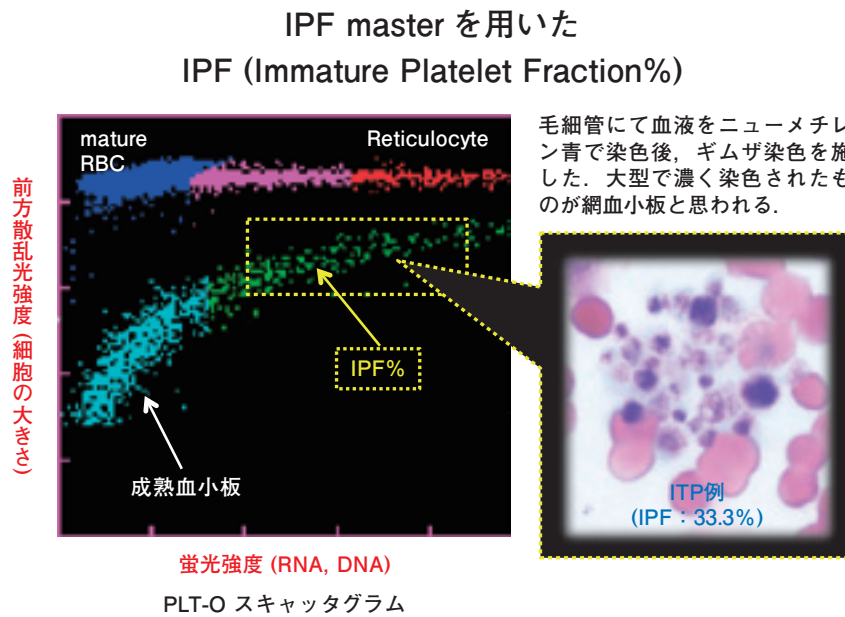 IPF master を用いた
IPF (Immature Platelet Fraction%)
毛細管にて血液をニューメチレ
ン青で染色後，ギムザ染色を施
した．大型で濃く染色されたも
のが網血小板と思われる．
mature
RBC
Reticulocyte
前方散乱光強度(細胞の大きさ)
IPF%
成熟血小板
ITP例
(IPF：33.3%)
蛍光強度 (RNA, DNA)
PLT-O スキャッタグラム